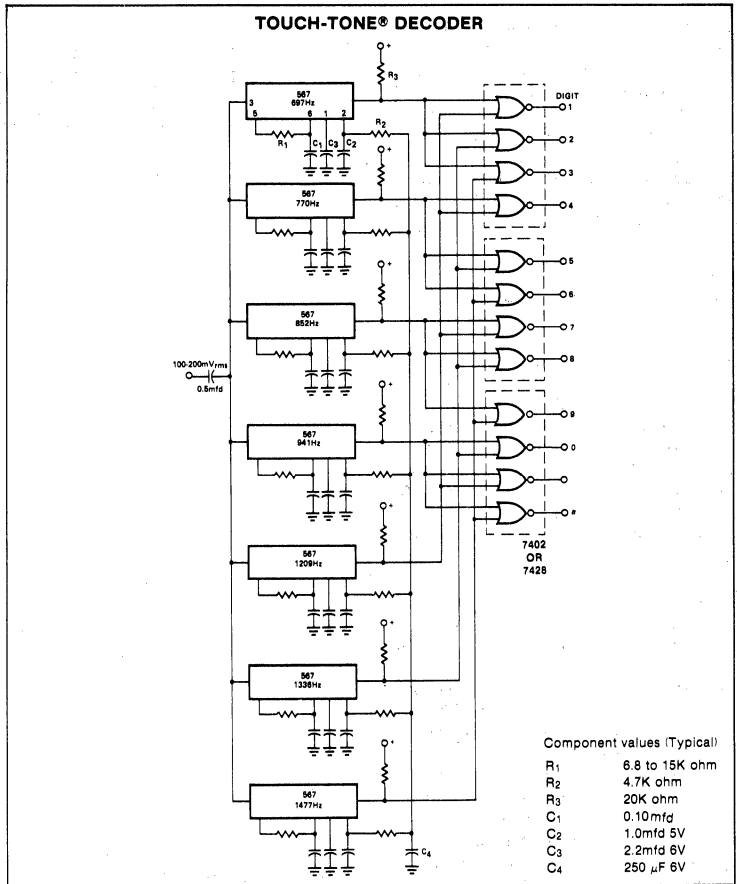 TOUCH-TONE® DECODER
+
R3
567
697Hz
3
5
6
1
2
R1
C1
C3
C2
R2
DIGIT
1
2
3
4
+
567
770Hz
5
6
7
8
+
567
852Hz
100-200mVrms
0.5mfd
+
567
941Hz
9
0
#
7402
OR
7428
+
567
1209Hz
+
567
1336Hz
+
567
1477Hz
C4
Component values (Typical)
R1 6.8 to 15K ohm
R2 4.7K ohm
R3 20K ohm
C1 0.10mfd
C2 1.0mfd 5V
C3 2.2mfd 6V
C4 250 μF 6V